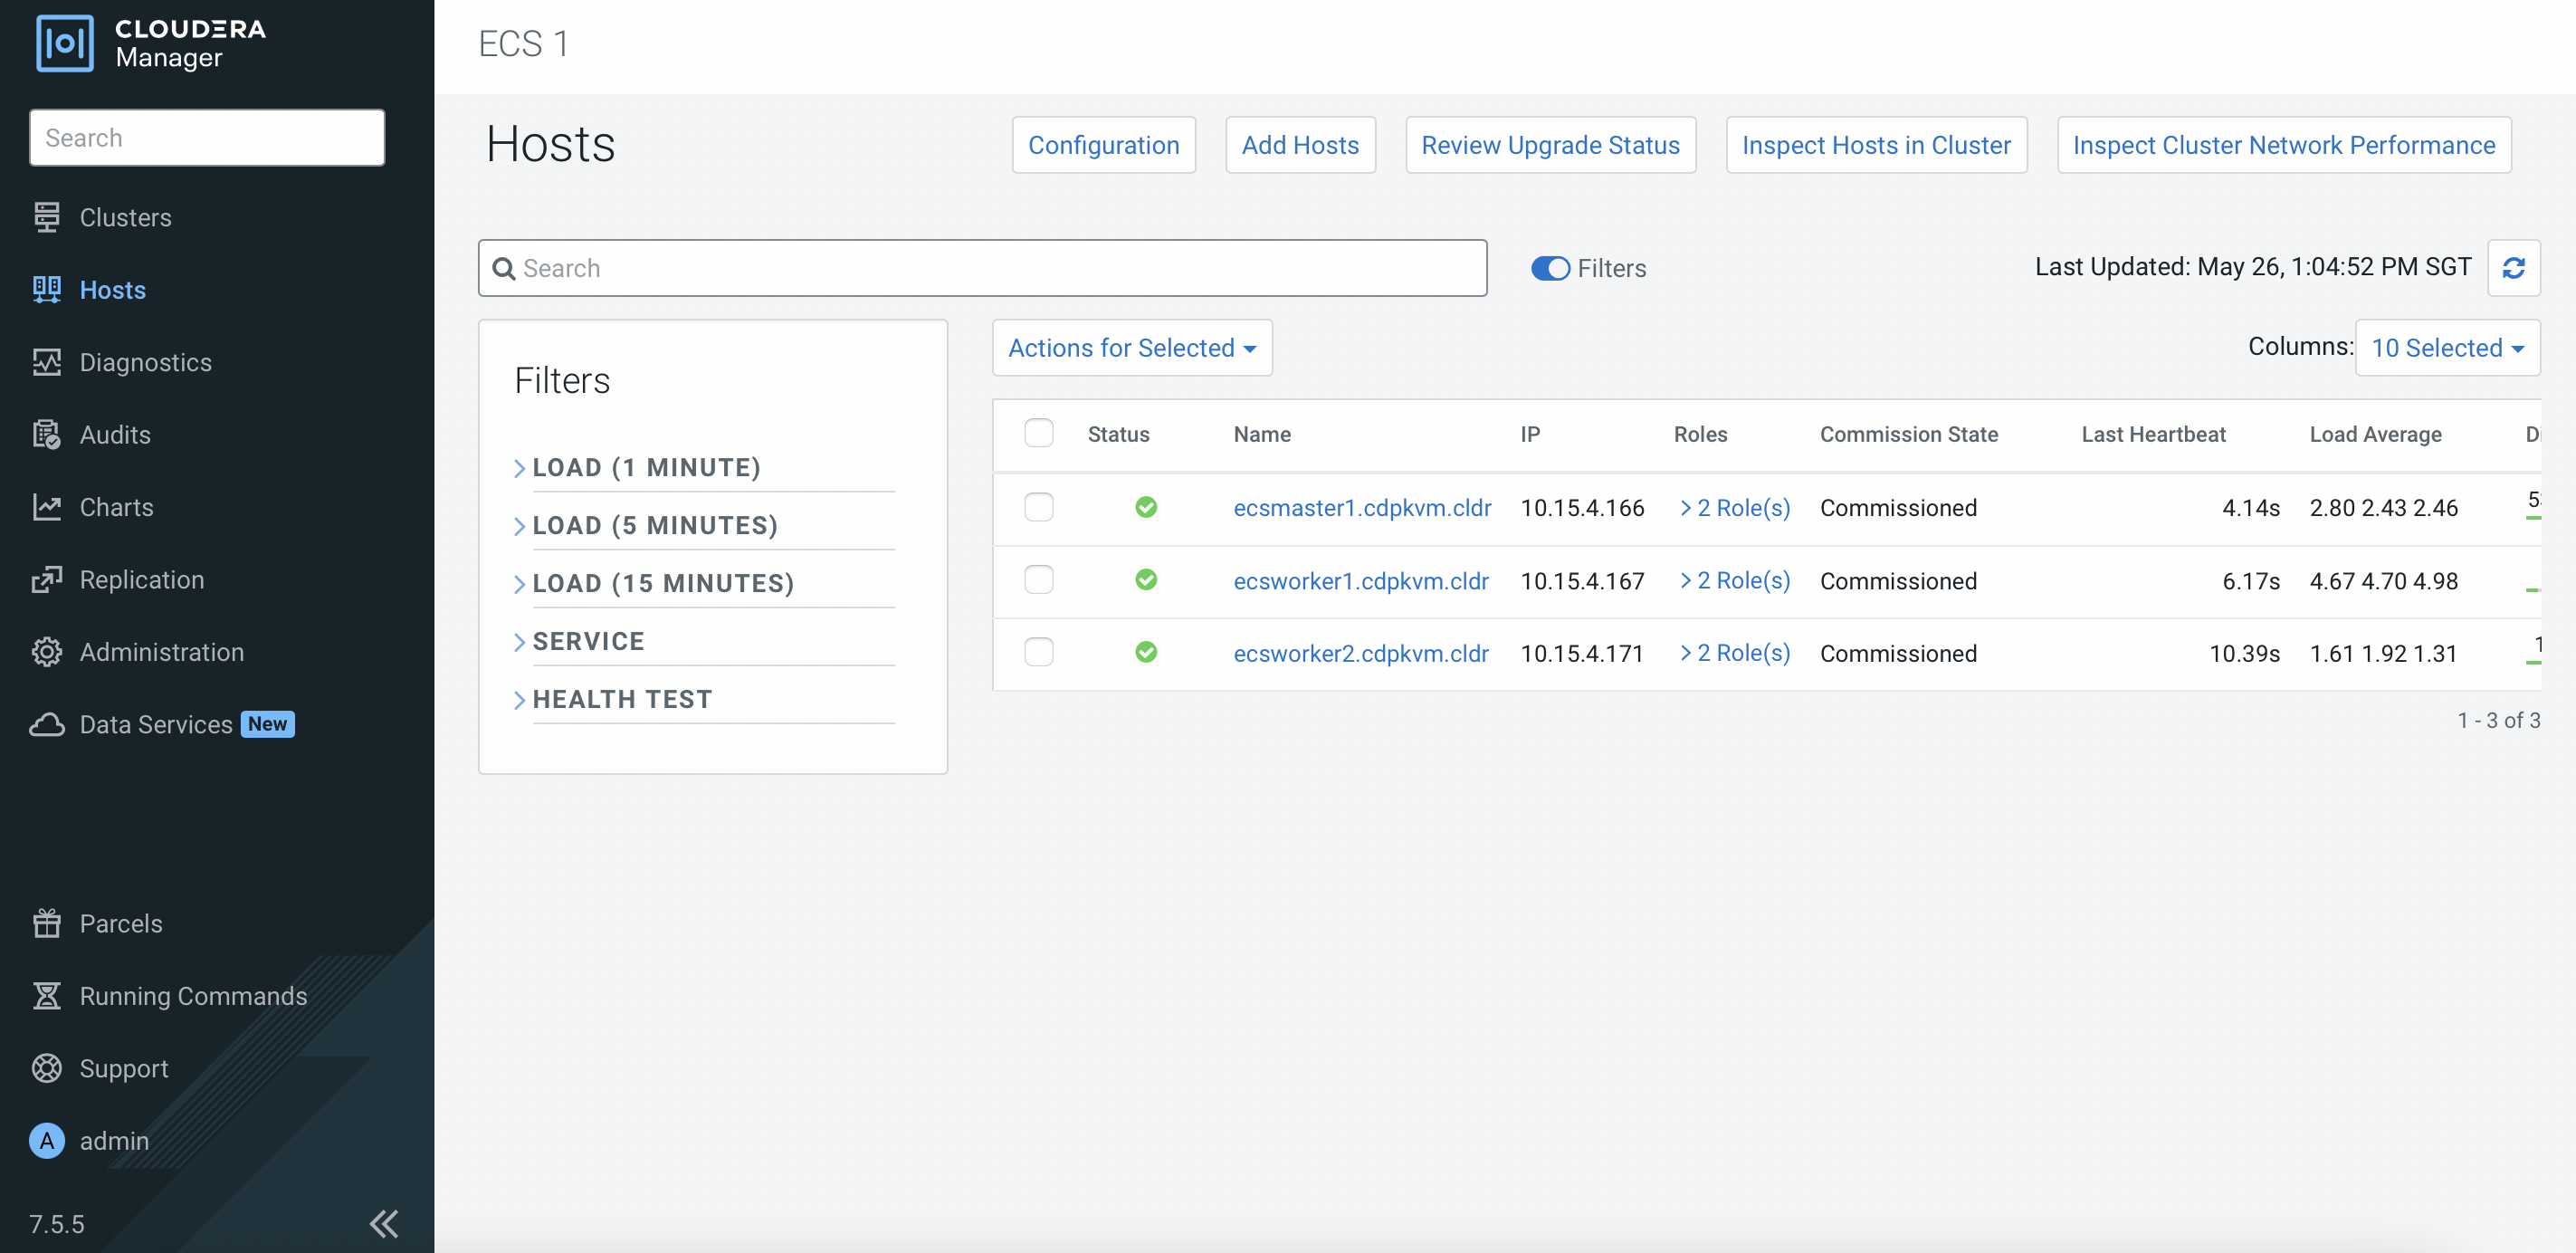 CLOUDERA
Manager
Search
Clusters
Hosts
Diagnostics
Audits
Charts
Replication
Administration
Data Services New
Parcels
Running Commands
Support
A admin
7.5.5
ECS 1
Hosts
Configuration Add Hosts Review Upgrade Status Inspect Hosts in Cluster Inspect Cluster Network Performance
Search Filters Last Updated: May 26, 1:04:52 PM SGT
Filters
LOAD (1 MINUTE)
LOAD (5 MINUTES)
LOAD (15 MINUTES)
SERVICE
HEALTH TEST
Actions for Selected Columns: 10 Selected
Status Name IP Roles Commission State Last Heartbeat Load Average
ecsmaster1.cdpkvm.cldr 10.15.4.166 > 2 Role(s) Commissioned 4.14s 2.80 2.43 2.46
ecsworker1.cdpkvm.cldr 10.15.4.167 > 2 Role(s) Commissioned 6.17s 4.67 4.70 4.98
ecsworker2.cdpkvm.cldr 10.15.4.171 > 2 Role(s) Commissioned 10.39s 1.61 1.92 1.31
1 - 3 of 3